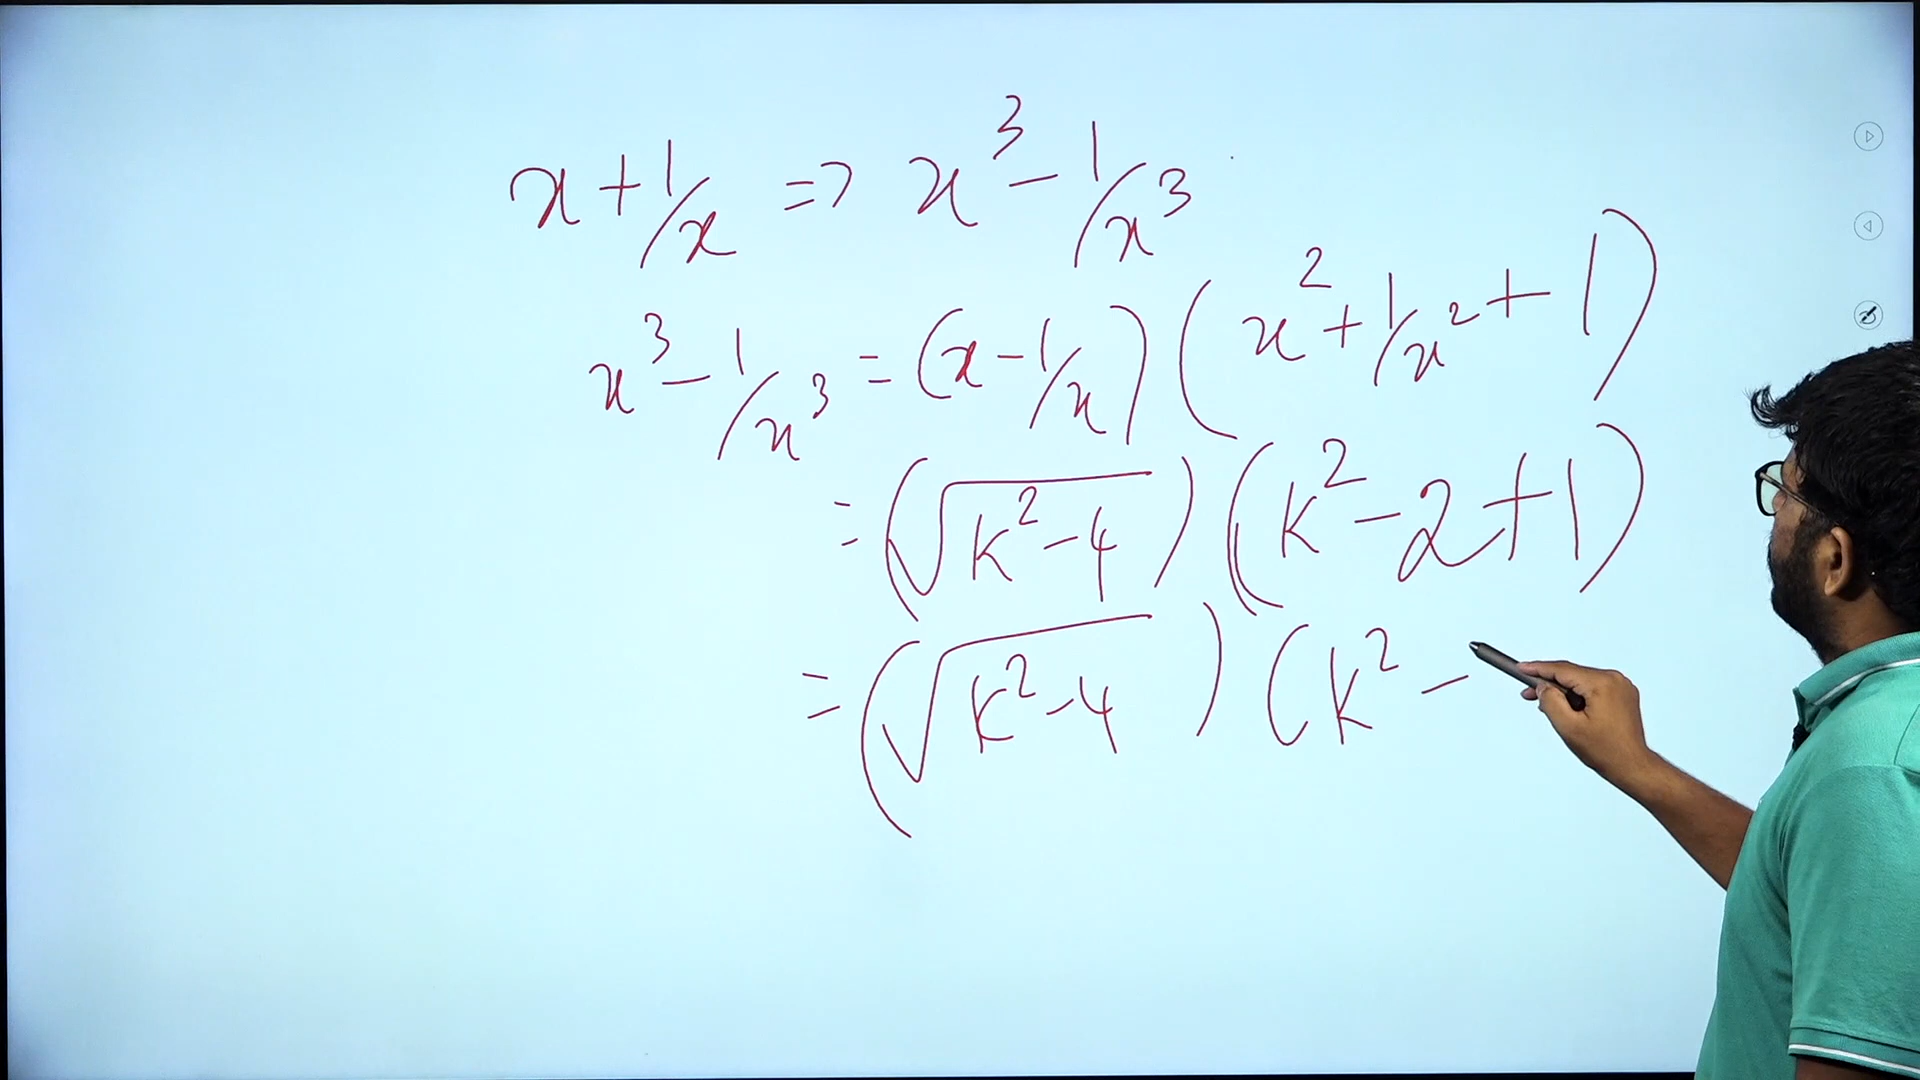 x + 1/x => x³ - 1/x³
x³ - 1/x³ = (x - 1/x) (x² + 1/x² + 1)
= (√(K² - 4)) (K² - 2 + 1)
= (√(K² - 4)) (K² -